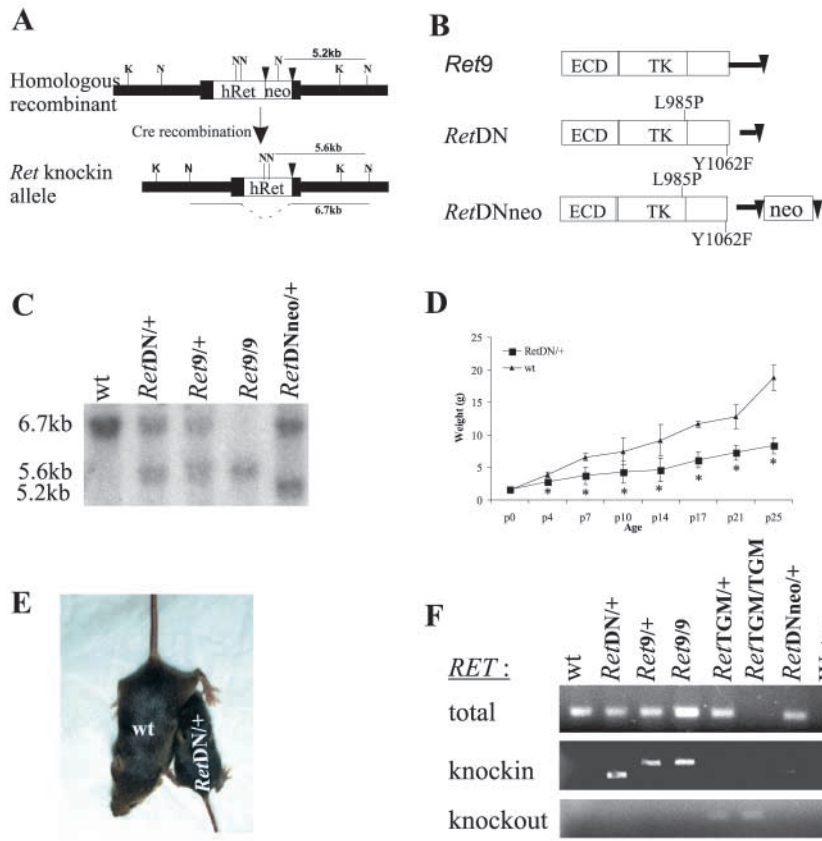 A
K N NN N 5.2kb K N
Homologous
recombinant
hRet neo
Cre recombination
5.6kb
Ret knockin
allele
K N NN K N
hRet
6.7kb
B
Ret9
ECD TK
L985P
RetDN
ECD TK
Y1062F
L985P
RetDNneo
ECD TK neo
Y1062F
C
wt
RetDN/+
Ret9/+
Ret9/9
RetDNneo/+
6.7kb
5.6kb
5.2kb
D
25
20
15
10
5
0
Weight (g)
RetDN/+
wt
* * * * * * *
p0 p4 p7 p10 p14 p17 p21 p25
Age
E
wt
RetDN/+
F
RET :
wt
RetDN/+
Ret9/+
Ret9/9
RetTGM/+
RetTGM/TGM
RetDNneo/+
total
knockin
knockout